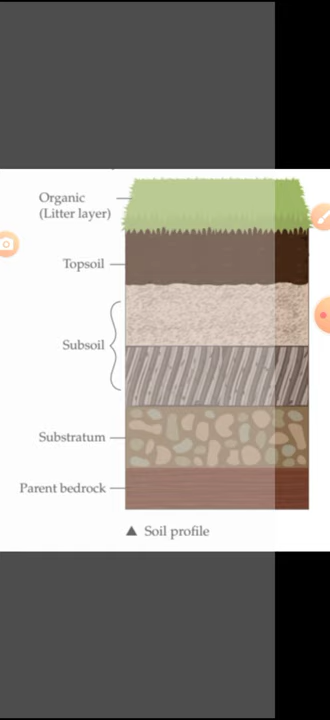 Organic
(Litter layer)
Topsoil
Subsoil
Substratum
Parent bedrock
▲ Soil profile